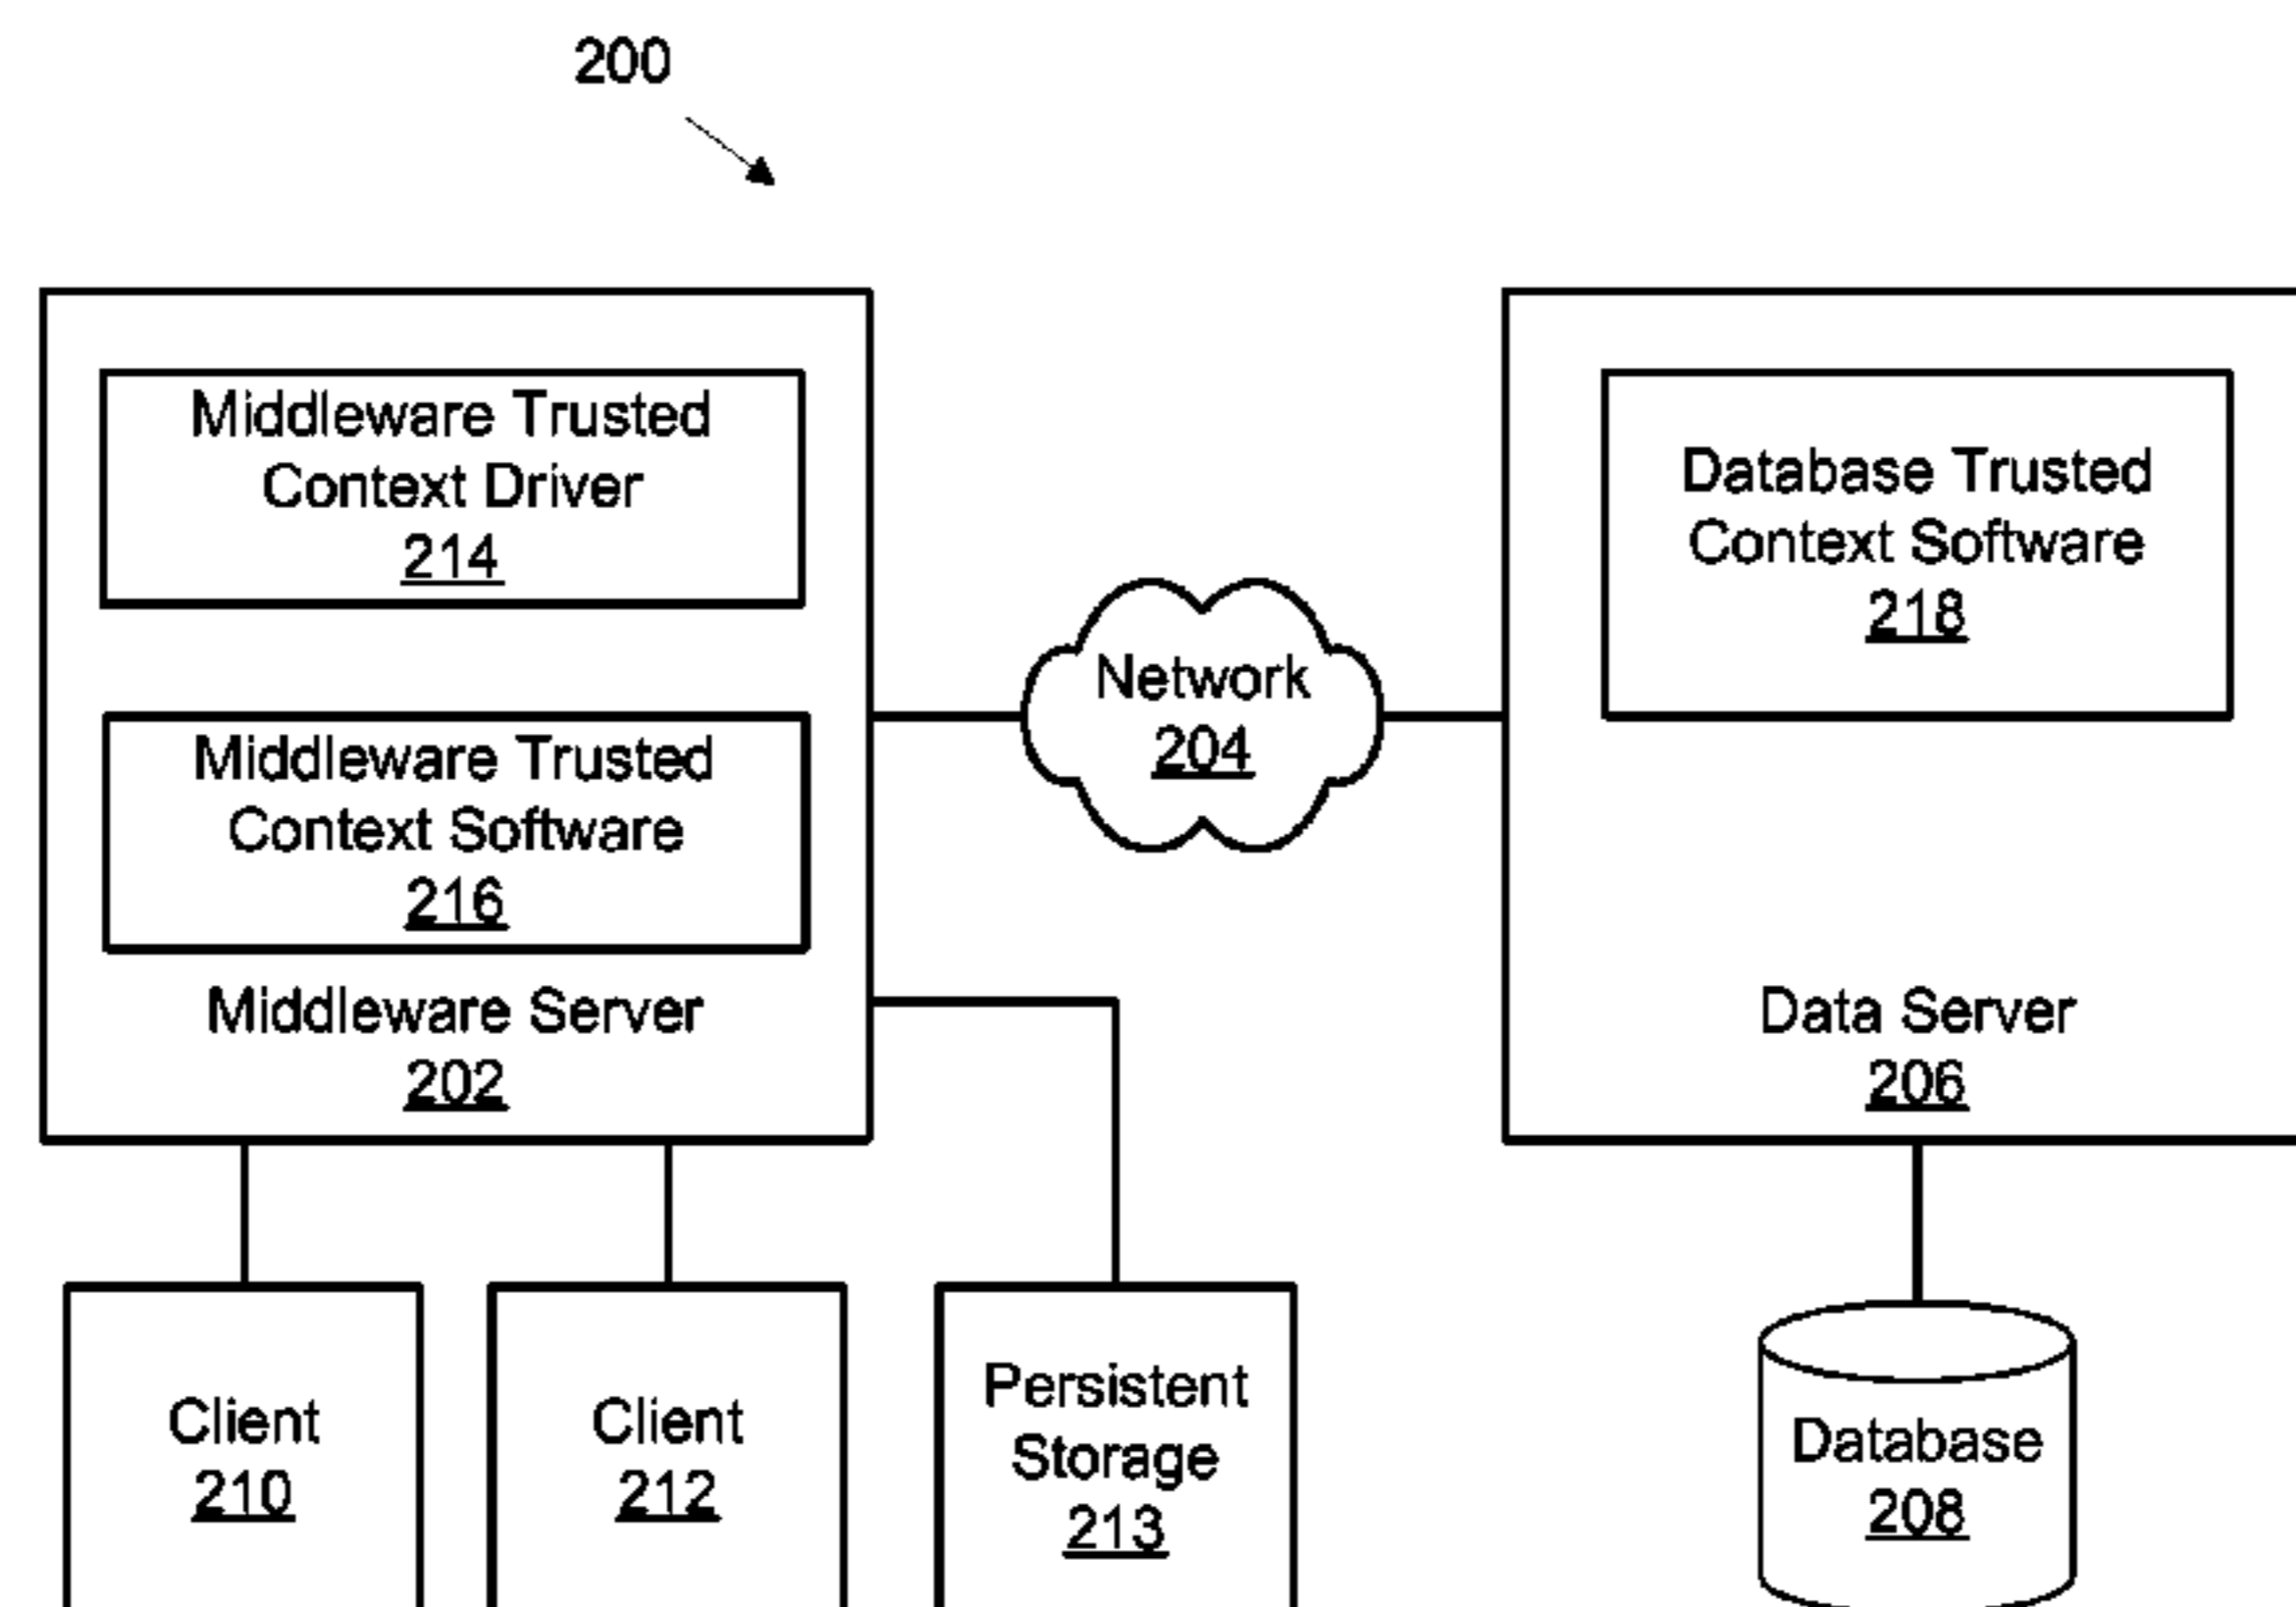 200
Middleware Trusted
Context Driver
214
Middleware Trusted
Context Software
216
Middleware Server
202
Network
204
Database Trusted
Context Software
218
Data Server
206
Client
210
Client
212
Persistent
Storage
213
Database
208